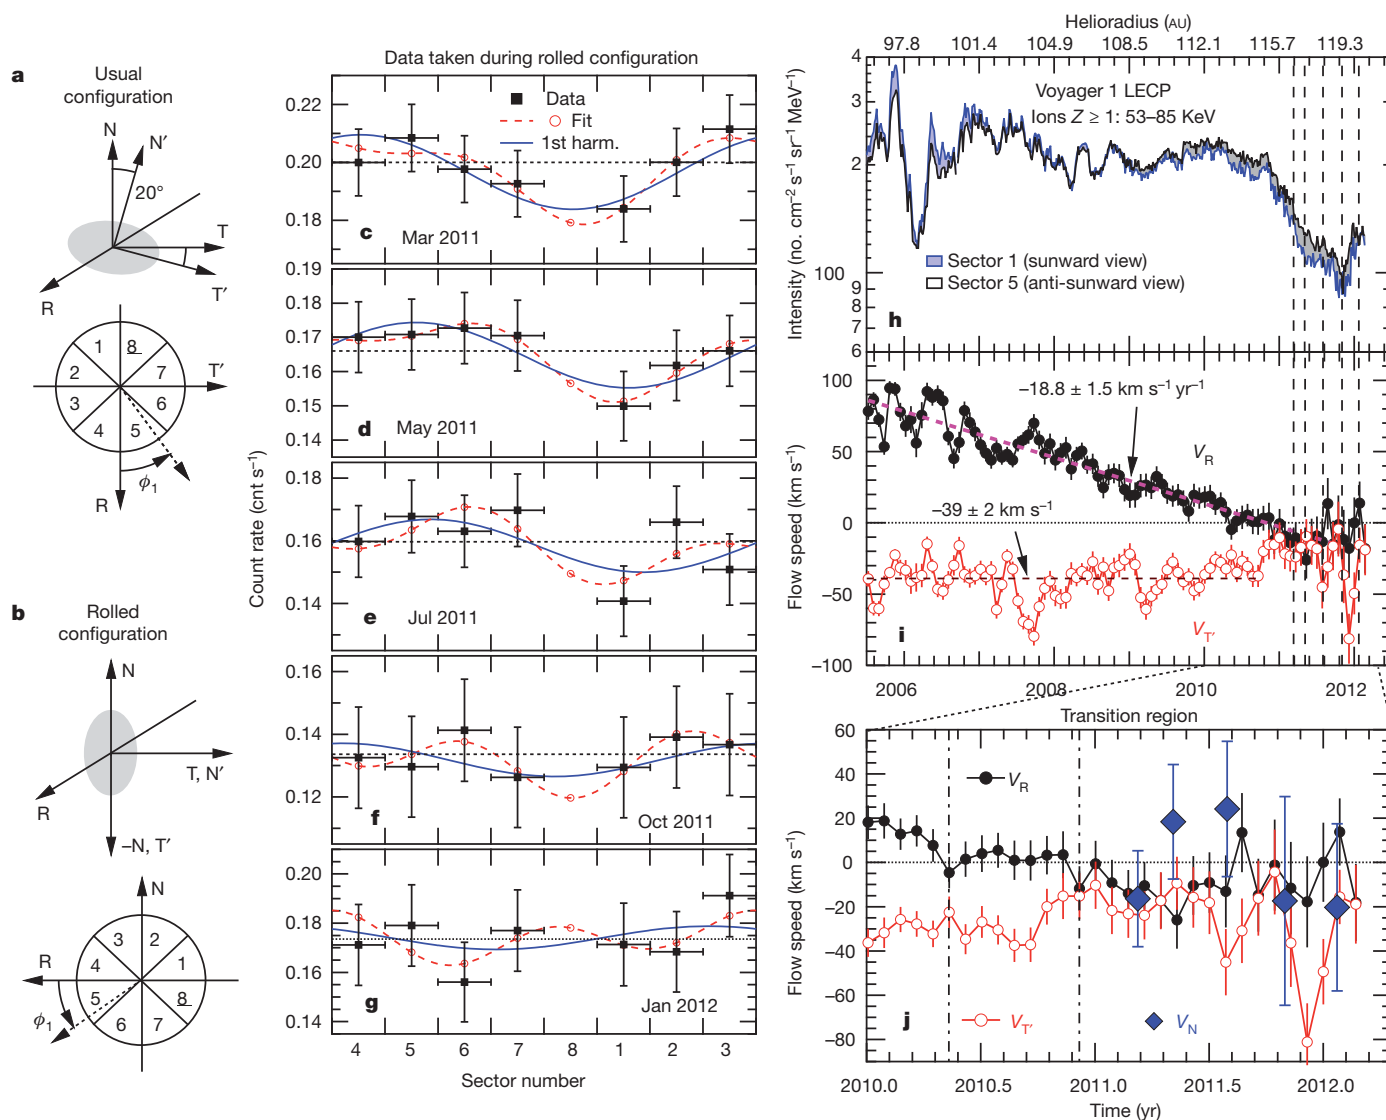 a
Usual
configuration
N
N′
20°
T
T′
R
1
8
2
7
T′
3
6
4
5
R
ϕ1
b
Rolled
configuration
N
T, N′
R
–N, T′
N
3
2
R
4
1
5
8
ϕ1
6
7
Data taken during rolled configuration
Data
Fit
1st harm.
0.22
0.20
0.18
c
Mar 2011
0.19
0.17
0.15
d
May 2011
0.14
0.18
0.16
0.14
e
Jul 2011
0.16
0.14
0.12
f
Oct 2011
0.20
0.18
0.16
0.14
g
Jan 2012
Count rate (cnt s⁻¹)
4 5 6 7 8 1 2 3
Sector number
Helioradius (AU)
97.8 101.4 104.9 108.5 112.1 115.7 119.3
4
3
2
100
9
8
7
6
Intensity (no. cm⁻² s⁻¹ sr⁻¹ MeV⁻¹)
Voyager 1 LECP
Ions Z ≥ 1: 53–85 KeV
Sector 1 (sunward view)
Sector 5 (anti-sunward view)
h
100
50
0
–50
–100
Flow speed (km s⁻¹)
–18.8 ± 1.5 km s⁻¹ yr⁻¹
VR
–39 ± 2 km s⁻¹
i
VT′
2006 2008 2010 2012
Transition region
60
40
20
0
–20
–40
–60
–80
Flow speed (km s⁻¹)
VR
VT′
VN
j
2010.0 2010.5 2011.0 2011.5 2012.0
Time (yr)